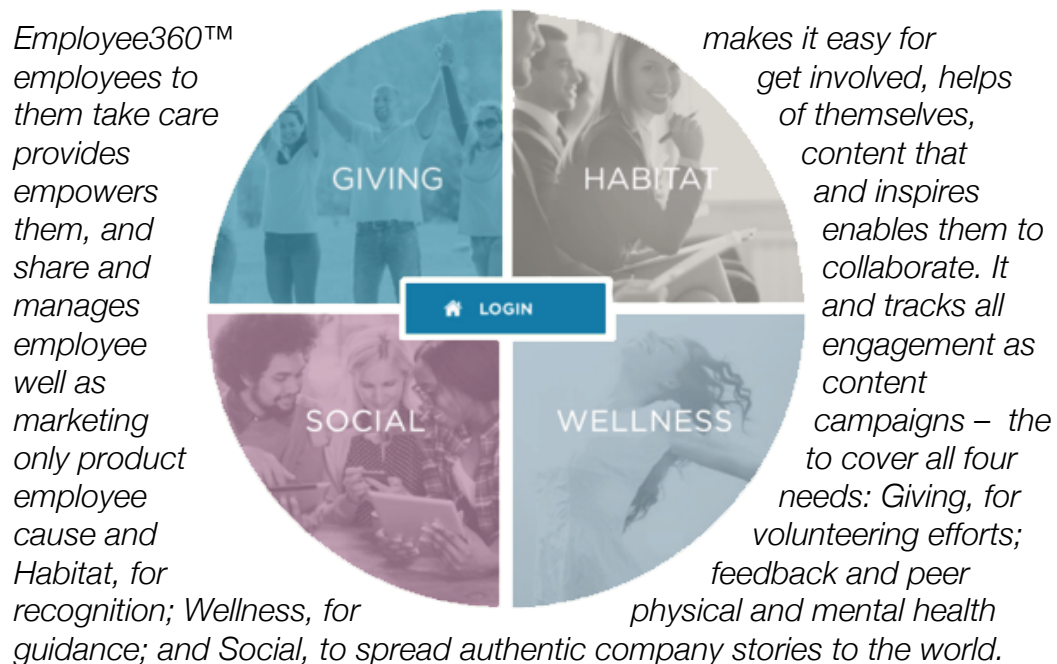 Employee360™ makes it easy for
employees to get involved, helps
them take care of themselves,
provides content that
empowers and inspires
them, and enables them to
share and collaborate. It
manages and tracks all
employee engagement as
well as content
marketing campaigns – the
only product to cover all four
employee needs: Giving, for
cause and volunteering efforts;
Habitat, for feedback and peer
recognition; Wellness, for physical and mental health
guidance; and Social, to spread authentic company stories to the world.
GIVING
HABITAT
LOGIN
SOCIAL
WELLNESS